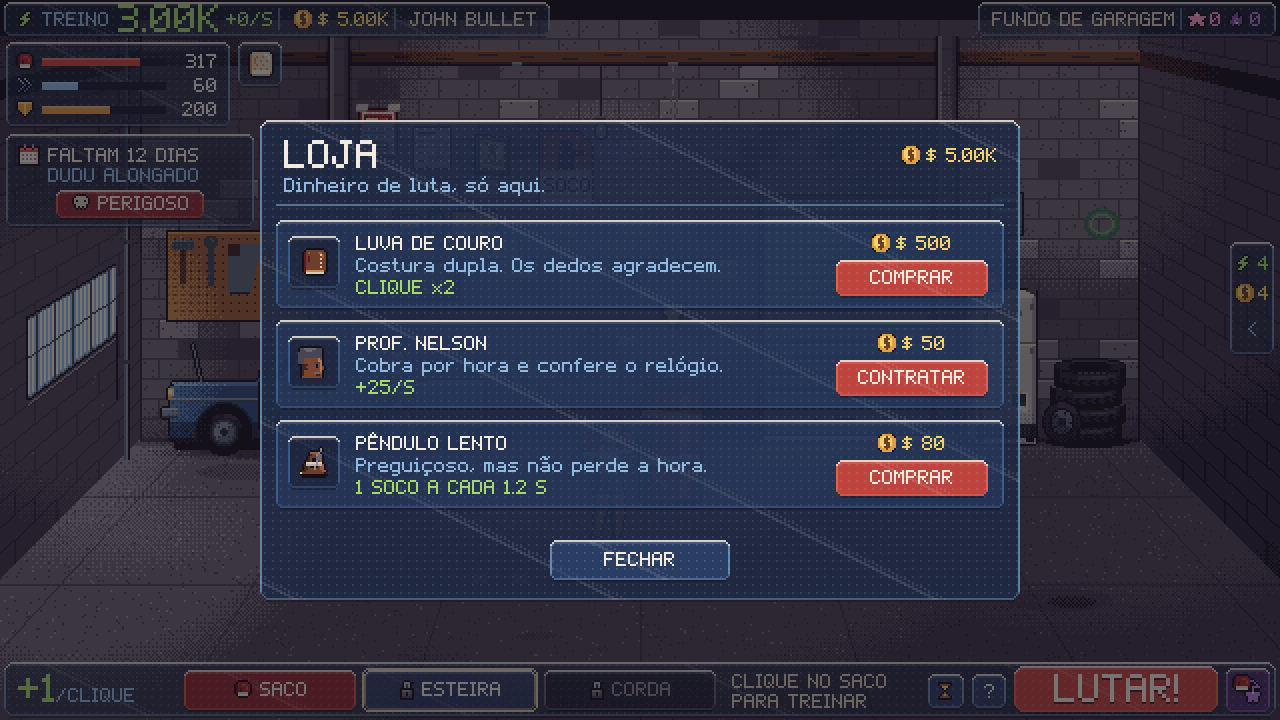 TREINO 3.00K +0/S $ 5.00K JOHN BULLET
FUNDO DE GARAGEM 0 0
317
60
200
FALTAM 12 DIAS
DUDU ALONGADO
PERIGOSO
LOJA
$ 5.00K
Dinheiro de luta, só aqui.
LUVA DE COURO
Costura dupla. Os dedos agradecem.
CLIQUE x2
$ 500
COMPRAR
PROF. NELSON
Cobra por hora e confere o relógio.
+25/S
$ 50
CONTRATAR
PÊNDULO LENTO
Preguiçoso, mas não perde a hora.
1 SOCO A CADA 1.2 S
$ 80
COMPRAR
FECHAR
4
4
+1/CLIQUE
SACO
ESTEIRA
CORDA
CLIQUE NO SACO
PARA TREINAR
?
LUTAR!